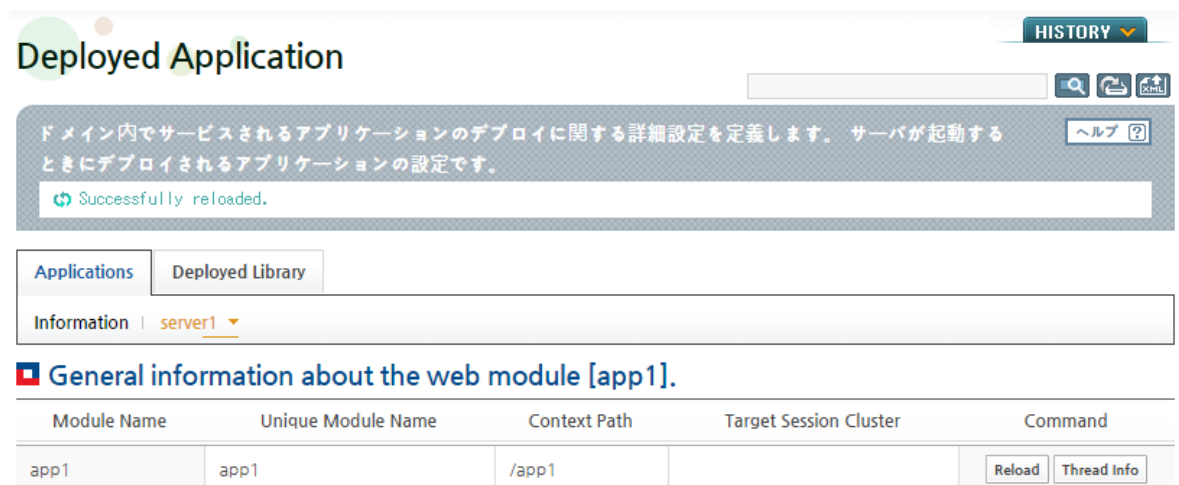 HISTORY
Deployed Application
XML
ドメイン内でサービスされるアプリケーションのデプロイに関する詳細設定を定義します。 サーバが起動する
ヘルプ ?
ときにデプロイされるアプリケーションの設定です。
Successfully reloaded.
Applications Deployed Library
Information server1
General information about the web module [app1].
Module Name Unique Module Name Context Path Target Session Cluster Command
app1 app1 /app1 Reload Thread Info